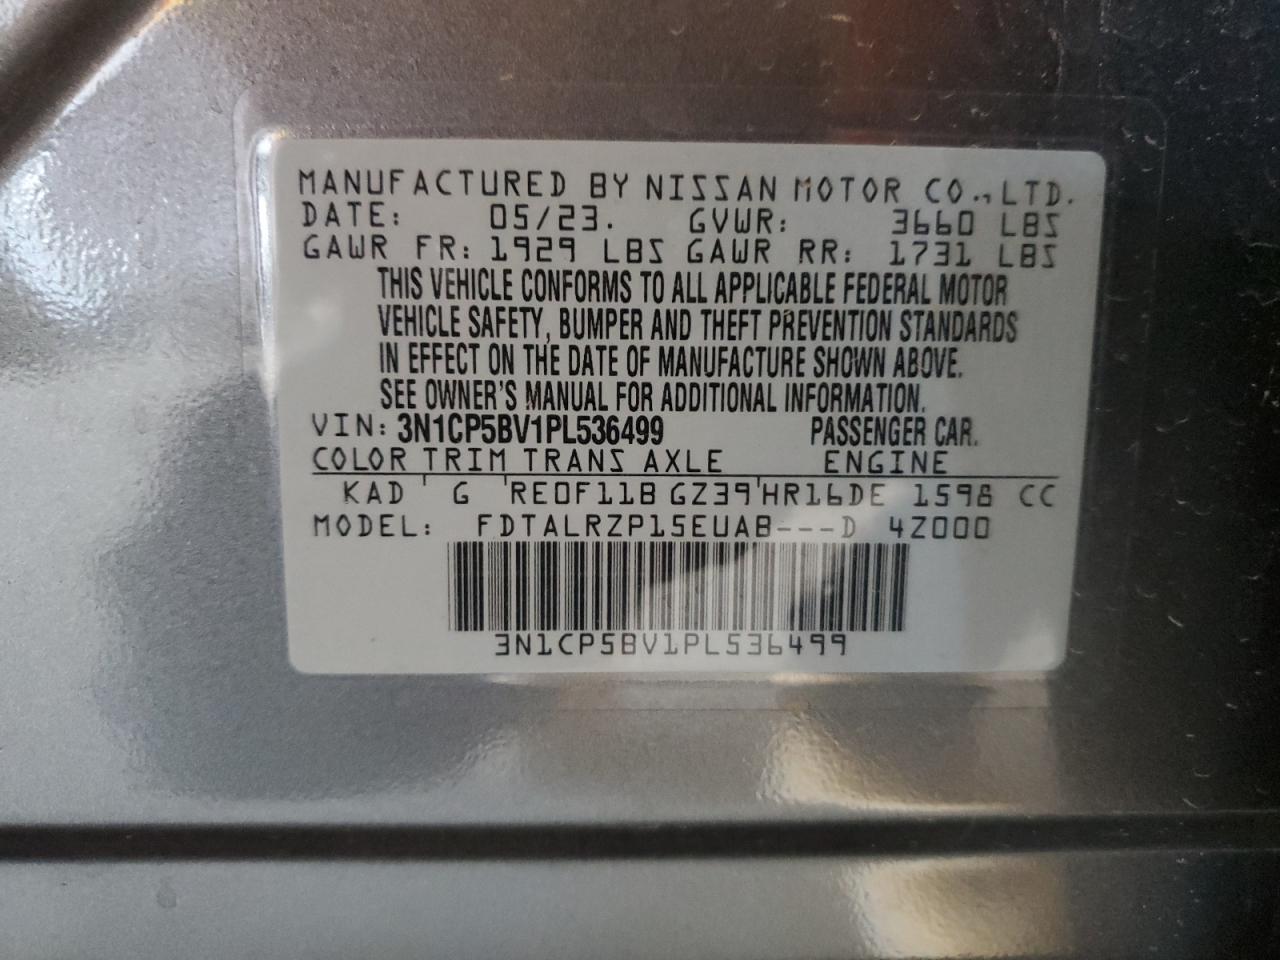 MANUFACTURED BY NISSAN MOTOR CO.,LTD.
DATE: 05/23. GVWR: 3660 LBS
GAWR FR: 1929 LBS GAWR RR: 1731 LBS
THIS VEHICLE CONFORMS TO ALL APPLICABLE FEDERAL MOTOR
VEHICLE SAFETY, BUMPER AND THEFT PREVENTION STANDARDS
IN EFFECT ON THE DATE OF MANUFACTURE SHOWN ABOVE.
SEE OWNER'S MANUAL FOR ADDITIONAL INFORMATION.
VIN: 3N1CP5BV1PL536499 PASSENGER CAR.
COLOR TRIM TRANS AXLE ENGINE
KAD ' G ' RE0F11B GZ39'HR16DE 1598 CC
MODEL: FDTALRZP15EUAB---D 4Z000
3N1CP5BV1PL536499